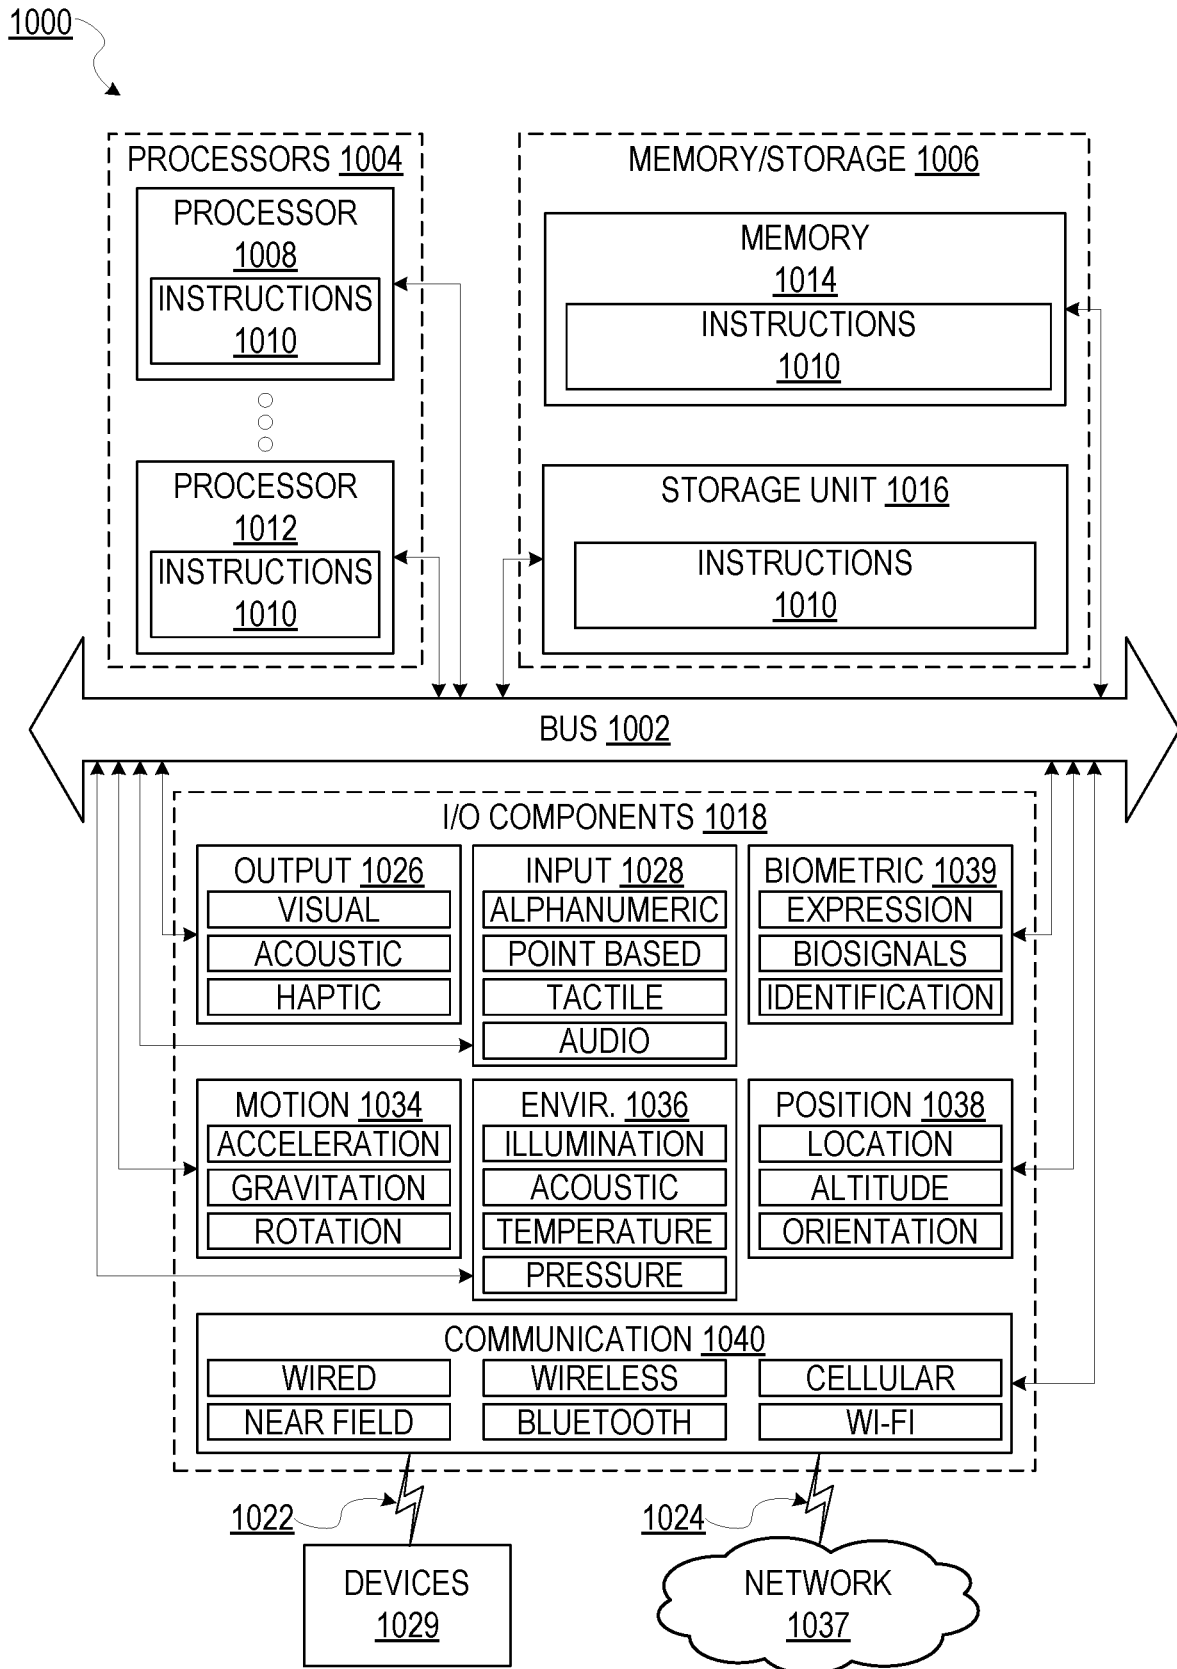 1000
PROCESSORS 1004
PROCESSOR
1008
INSTRUCTIONS
1010
PROCESSOR
1012
INSTRUCTIONS
1010
MEMORY/STORAGE 1006
MEMORY
1014
INSTRUCTIONS
1010
STORAGE UNIT 1016
INSTRUCTIONS
1010
BUS 1002
I/O COMPONENTS 1018
OUTPUT 1026
VISUAL
ACOUSTIC
HAPTIC
INPUT 1028
ALPHANUMERIC
POINT BASED
TACTILE
AUDIO
BIOMETRIC 1039
EXPRESSION
BIOSIGNALS
IDENTIFICATION
MOTION 1034
ACCELERATION
GRAVITATION
ROTATION
ENVIR. 1036
ILLUMINATION
ACOUSTIC
TEMPERATURE
PRESSURE
POSITION 1038
LOCATION
ALTITUDE
ORIENTATION
COMMUNICATION 1040
WIRED
WIRELESS
CELLULAR
NEAR FIELD
BLUETOOTH
WI-FI
1022
1024
DEVICES
1029
NETWORK
1037